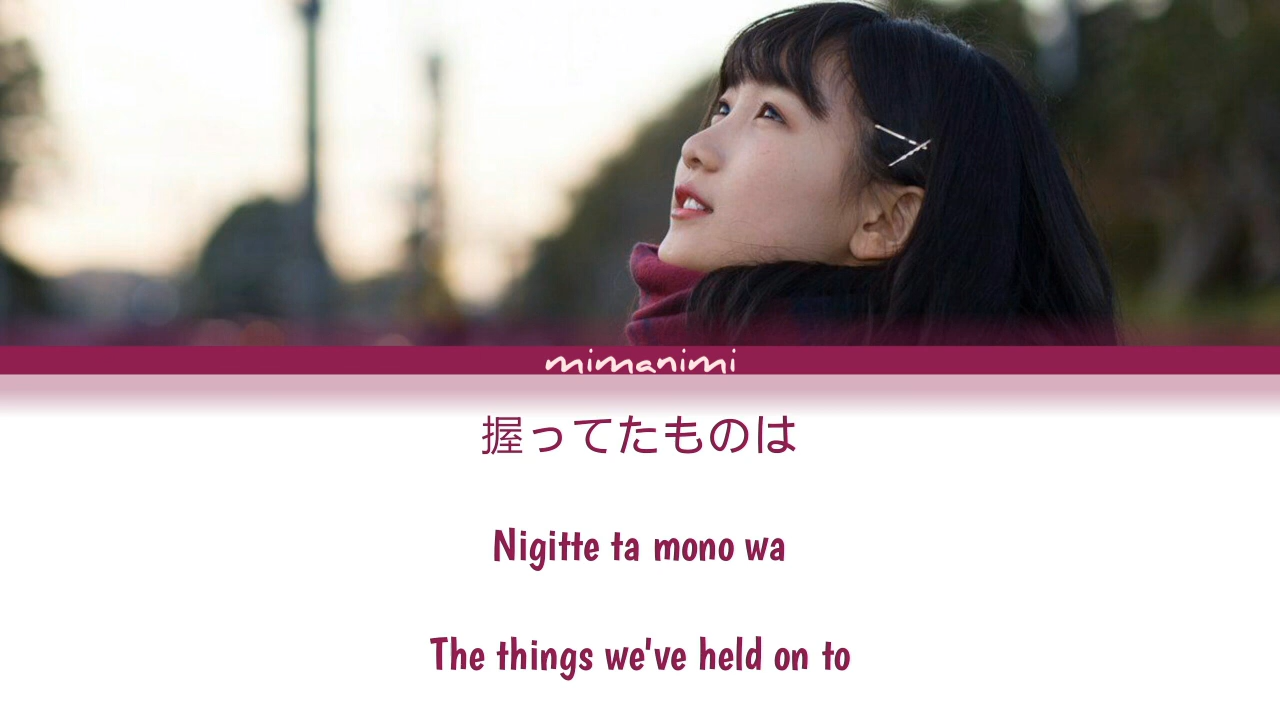 mimanimi
握ってたものは
Nigitte ta mono wa
The things we've held on to